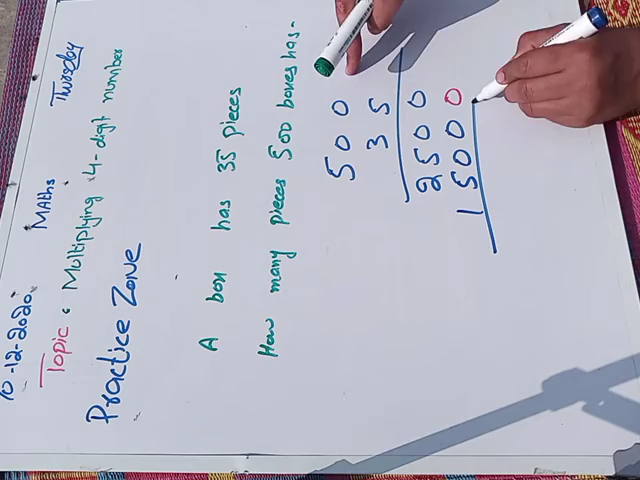 10-12-2020 MAths Thursday
Topic : Multiplying 4-digit number
Practice Zone
A box has 35 pieces
How many pieces 500 boxes has.
500
35
2500
15000